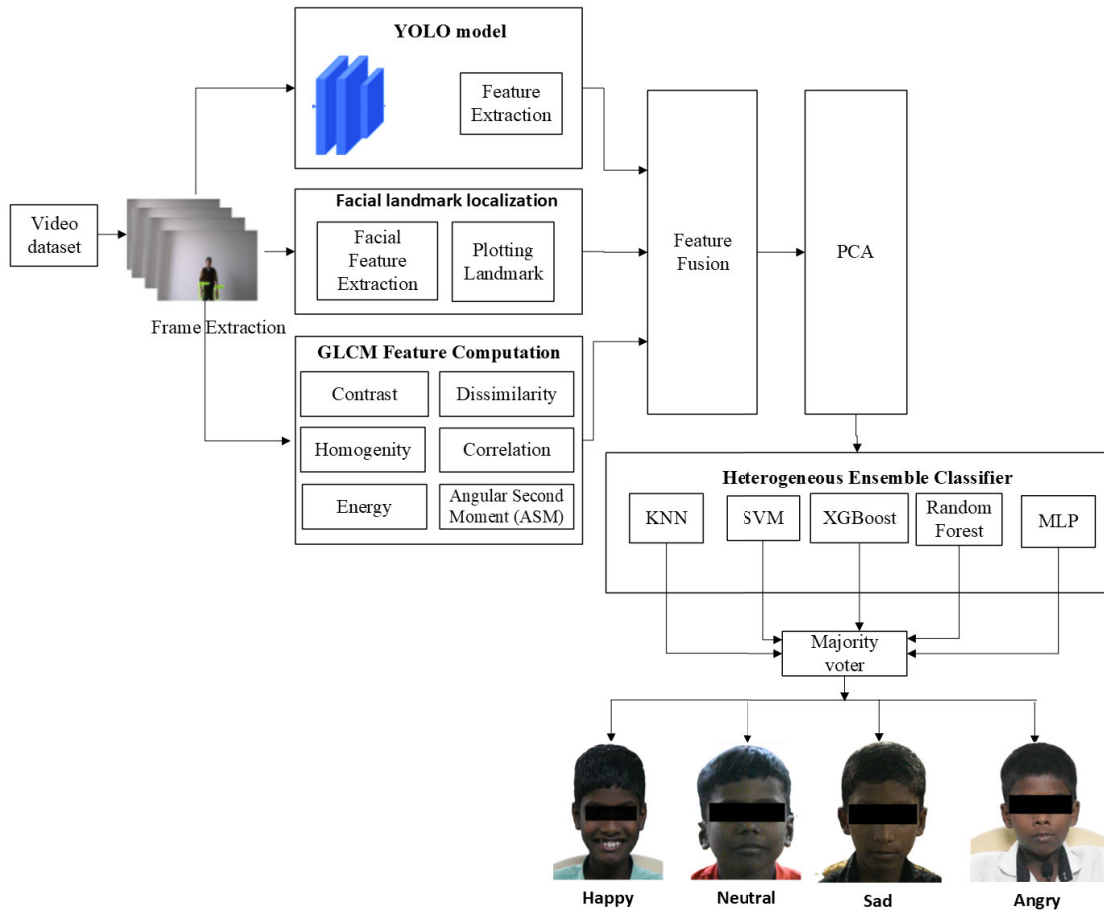 YOLO model
Feature
Extraction
Facial landmark localization
Facial
Feature
Extraction
Plotting
Landmark
Video
dataset
Frame Extraction
GLCM Feature Computation
Contrast
Dissimilarity
Homogenity
Correlation
Energy
Angular Second
Moment (ASM)
Feature
Fusion
PCA
Heterogeneous Ensemble Classifier
KNN
SVM
XGBoost
Random
Forest
MLP
Majority
voter
Happy
Neutral
Sad
Angry